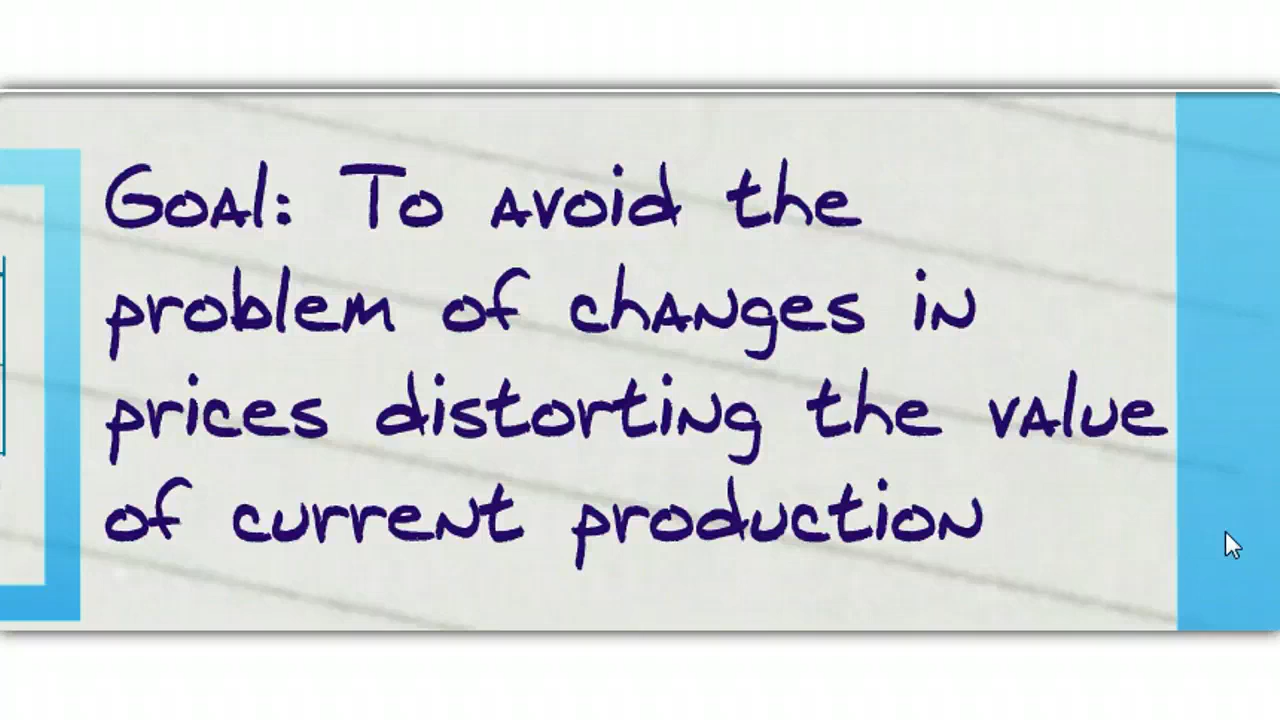 Goal: To avoid the
problem of changes in
prices distorting the value
of current production